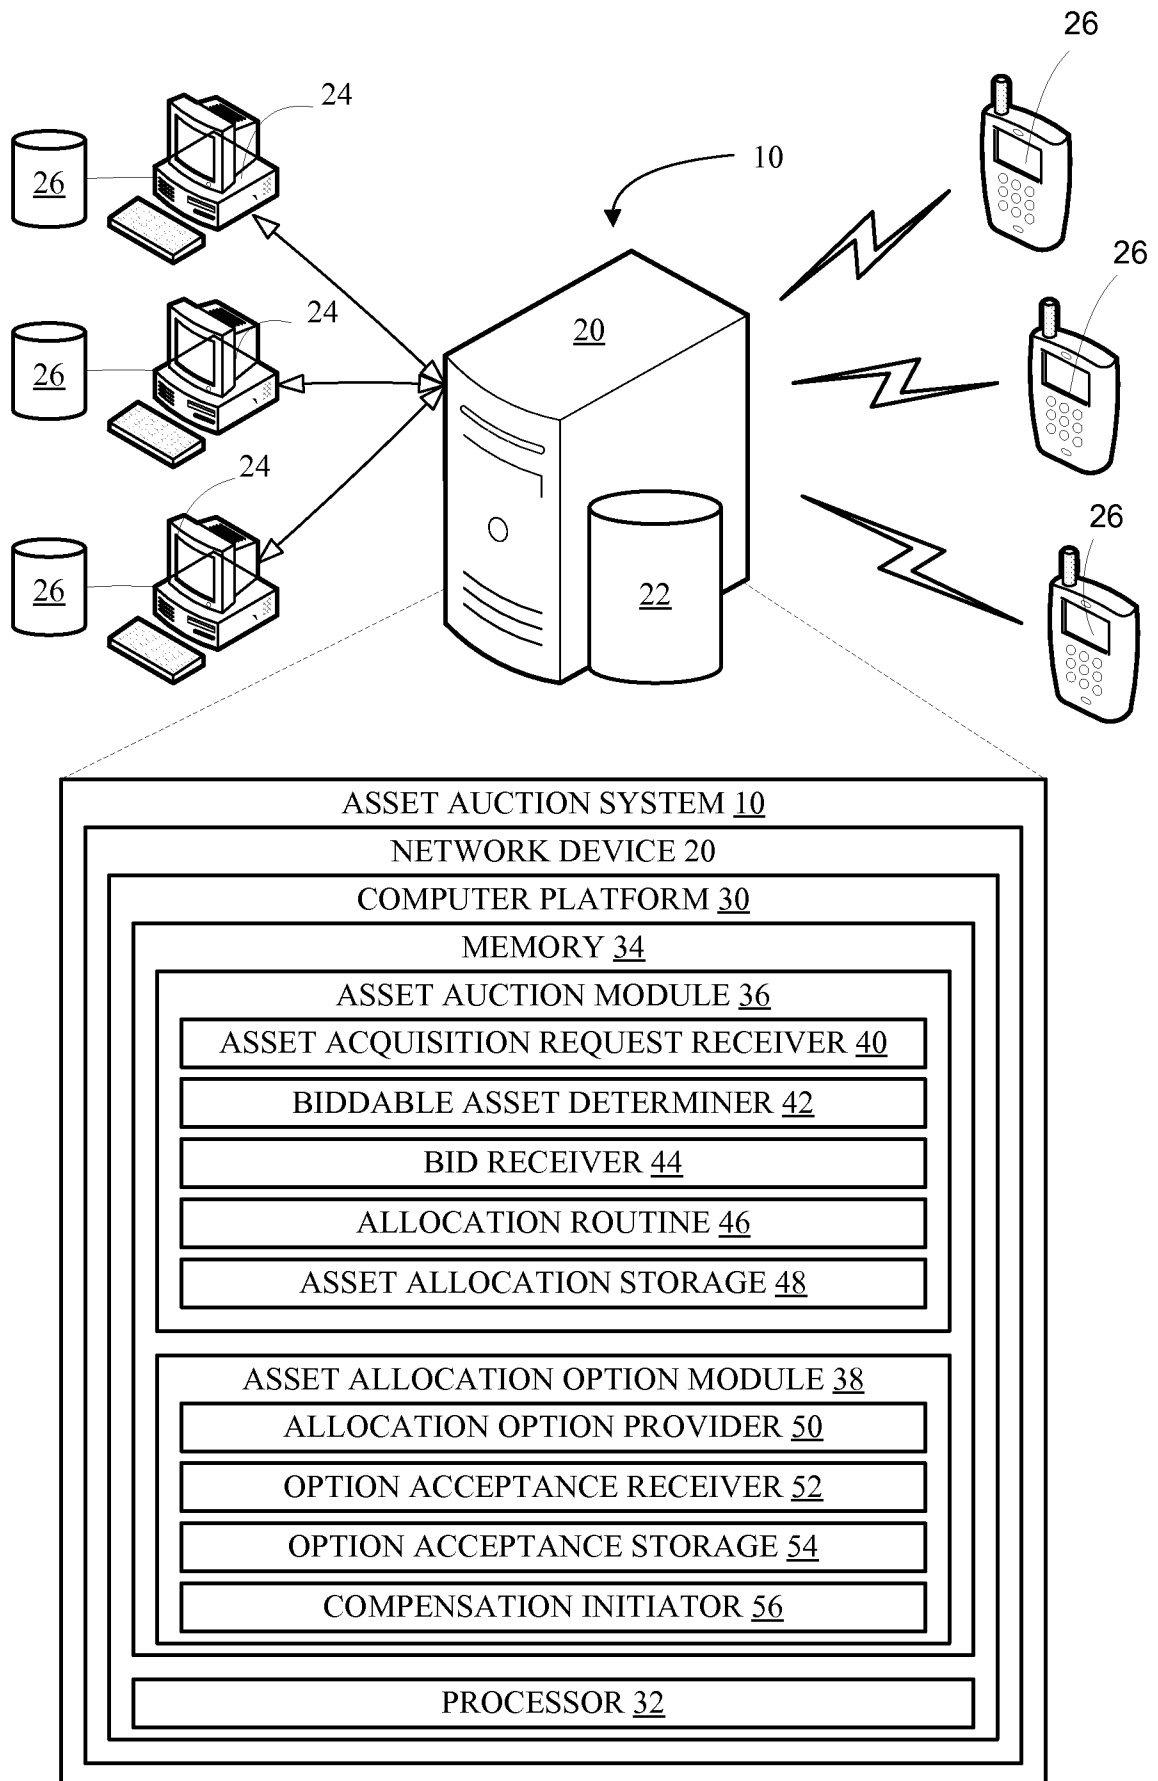 26
24
10
26
26
24
20
26
24
26
26
22
26
ASSET AUCTION SYSTEM 10
NETWORK DEVICE 20
COMPUTER PLATFORM 30
MEMORY 34
ASSET AUCTION MODULE 36
ASSET ACQUISITION REQUEST RECEIVER 40
BIDDABLE ASSET DETERMINER 42
BID RECEIVER 44
ALLOCATION ROUTINE 46
ASSET ALLOCATION STORAGE 48
ASSET ALLOCATION OPTION MODULE 38
ALLOCATION OPTION PROVIDER 50
OPTION ACCEPTANCE RECEIVER 52
OPTION ACCEPTANCE STORAGE 54
COMPENSATION INITIATOR 56
PROCESSOR 32